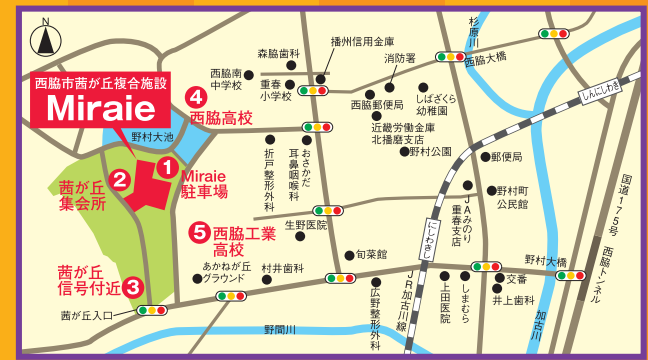 N
西脇市茜が丘複合施設
Miraie
森脇歯科
西脇南
中学校
重春
小学校
播州信用金庫
消防署
杉原川
西脇大橋
しんにしわき
④
西脇高校
西脇郵便局
しばざくら
幼稚園
近畿労働金庫
北播磨支店
野村公園
郵便局
野村大池
①
Miraie
駐車場
②
茜が丘
集会所
折戸整形外科
おさかだ
耳鼻咽喉科
JAみのり
重春支店
野村町
公民館
国道175号
西脇トンネル
⑤
西脇工業
高校
生野医院
旬菜館
にしわきし
野村大橋
茜が丘
信号付近
③
あかねが丘
グラウンド
村井歯科
広野整形外科
JR加古川線
上田医院
しまむら
交番
井上歯科
加古川
茜が丘入口
野間川